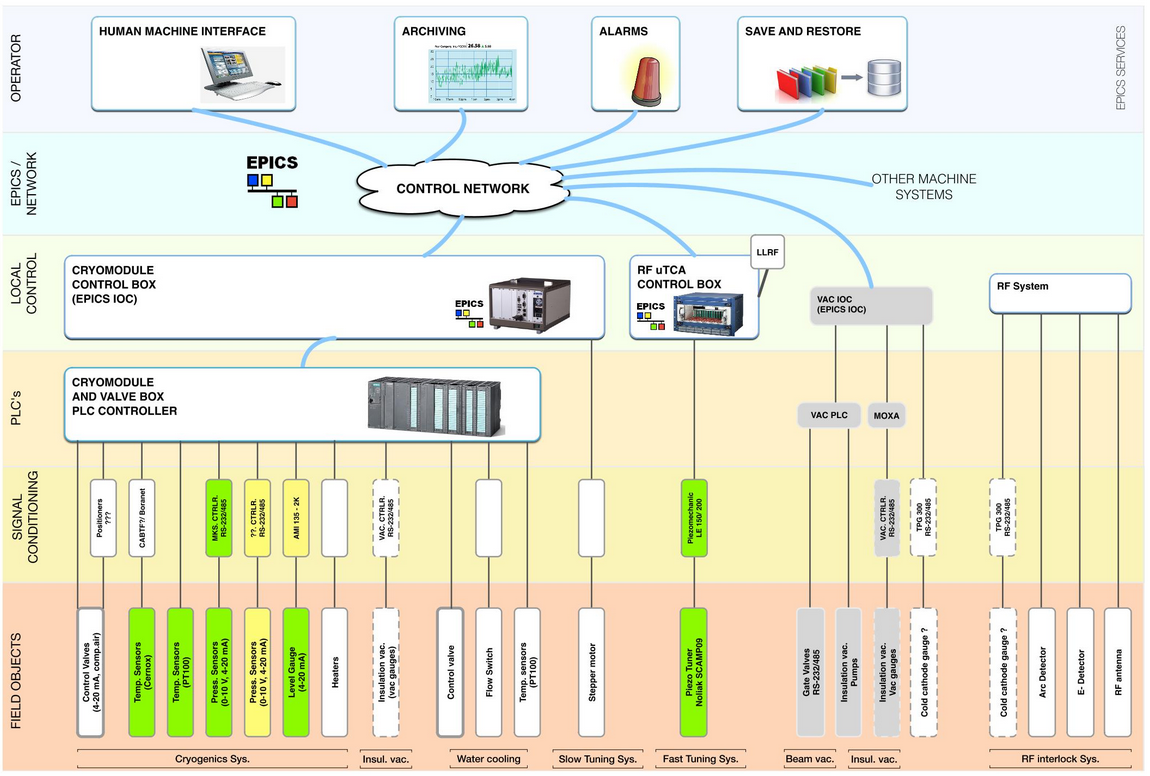 OPERATOR
HUMAN MACHINE INTERFACE
ARCHIVING
ALARMS
SAVE AND RESTORE
EPICS SERVICES
EPICS /
NETWORK
EPICS
CONTROL NETWORK
OTHER MACHINE
SYSTEMS
LOCAL
CONTROL
CRYOMODULE
CONTROL BOX
(EPICS IOC)
EPICS
RF uTCA
CONTROL BOX
EPICS
LLRF
VAC IOC
(EPICS IOC)
RF System
PLC's
CRYOMODULE
AND VALVE BOX
PLC CONTROLLER
VAC PLC
MOXA
SIGNAL
CONDITIONING
Positioners
???
CABTF?/ Boranet
MKS. CTRLR.
RS-232/485
??. CTRLR.
RS-232/485
AMI 135 - 2K
VAC. CTRLR.
RS-232/485
Piezomechanic
LE 150/ 200
VAC. CTRLR.
RS-232/485
TPG 300
RS-232/485
TPG 300
RS-232/485
FIELD OBJECTS
Control Valves
(4-20 mA, comp.air)
Temp. Sensors
(Cernox)
Temp. Sensors
(PT100)
Press. Sensors
(0-10 V, 4-20 mA)
Press. Sensors
(0-10 V, 4-20 mA)
Level Gauge
(4-20 mA)
Heaters
Insulation vac.
(vac gauges)
Control valve
Flow Switch
Temp. sensors
(PT100)
Stepper motor
Piezo Tuner
Noliak SCAMP09
Gate Valves
RS-232/485
Insulation vac.
Pumps
Insulation vac.
Vac gauges
Cold cathode gauge ?
Cold cathode gauge ?
Arc Detector
E- Detector
RF antenna
Cryogenics Sys.
Insul. vac.
Water cooling
Slow Tuning Sys.
Fast Tuning Sys.
Beam vac.
Insul. vac.
RF interlock Sys.